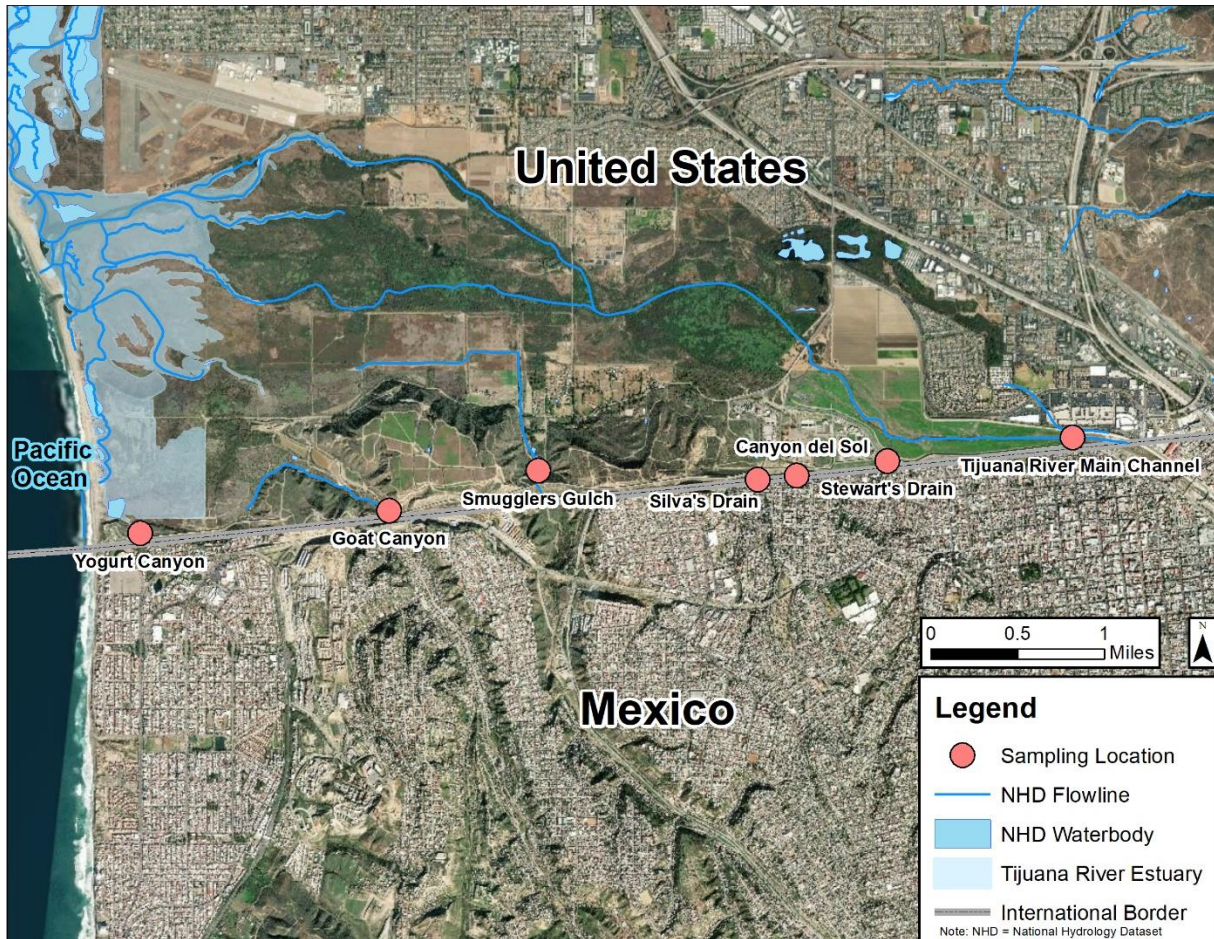 United States
Pacific
Ocean
Canyon del Sol
Tijuana River Main Channel
Smugglers Gulch
Silva's Drain
Stewart's Drain
Goat Canyon
Yogurt Canyon
Mexico
0 0.5 1
Miles
N
Legend
Sampling Location
NHD Flowline
NHD Waterbody
Tijuana River Estuary
International Border
Note: NHD = National Hydrology Dataset